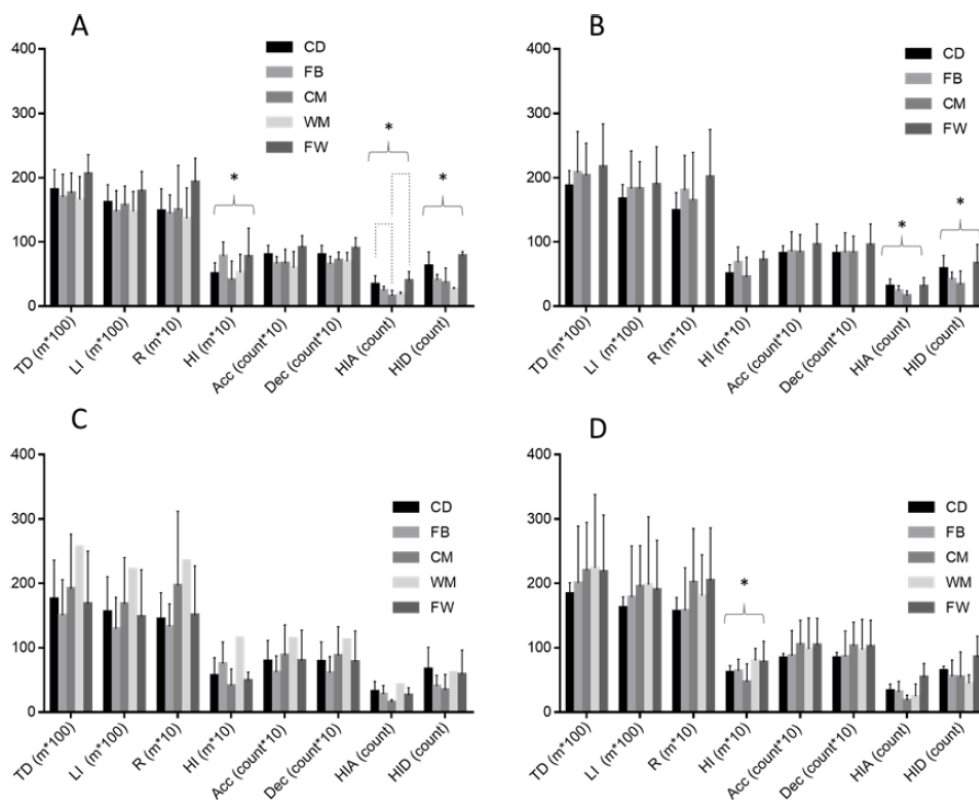 A
CD
FB
CM
WM
FW
400
300
200
100
0
*
*
*
TD (m*100)
LI (m*100)
R (m*10)
HI (m*10)
Acc (count*10)
Dec (count*10)
HIA (count)
HID (count)
B
CD
FB
CM
FW
400
300
200
100
0
*
*
TD (m*100)
LI (m*100)
R (m*10)
HI (m*10)
Acc (count*10)
Dec (count*10)
HIA (count)
HID (count)
C
CD
FB
CM
WM
FW
400
300
200
100
0
TD (m*100)
LI (m*100)
R (m*10)
HI (m*10)
Acc (count*10)
Dec (count*10)
HIA (count)
HID (count)
D
CD
FB
CM
WM
FW
400
300
200
100
0
*
TD (m*100)
LI (m*100)
R (m*10)
HI (m*10)
Acc (count*10)
Dec (count*10)
HIA (count)
HID (count)